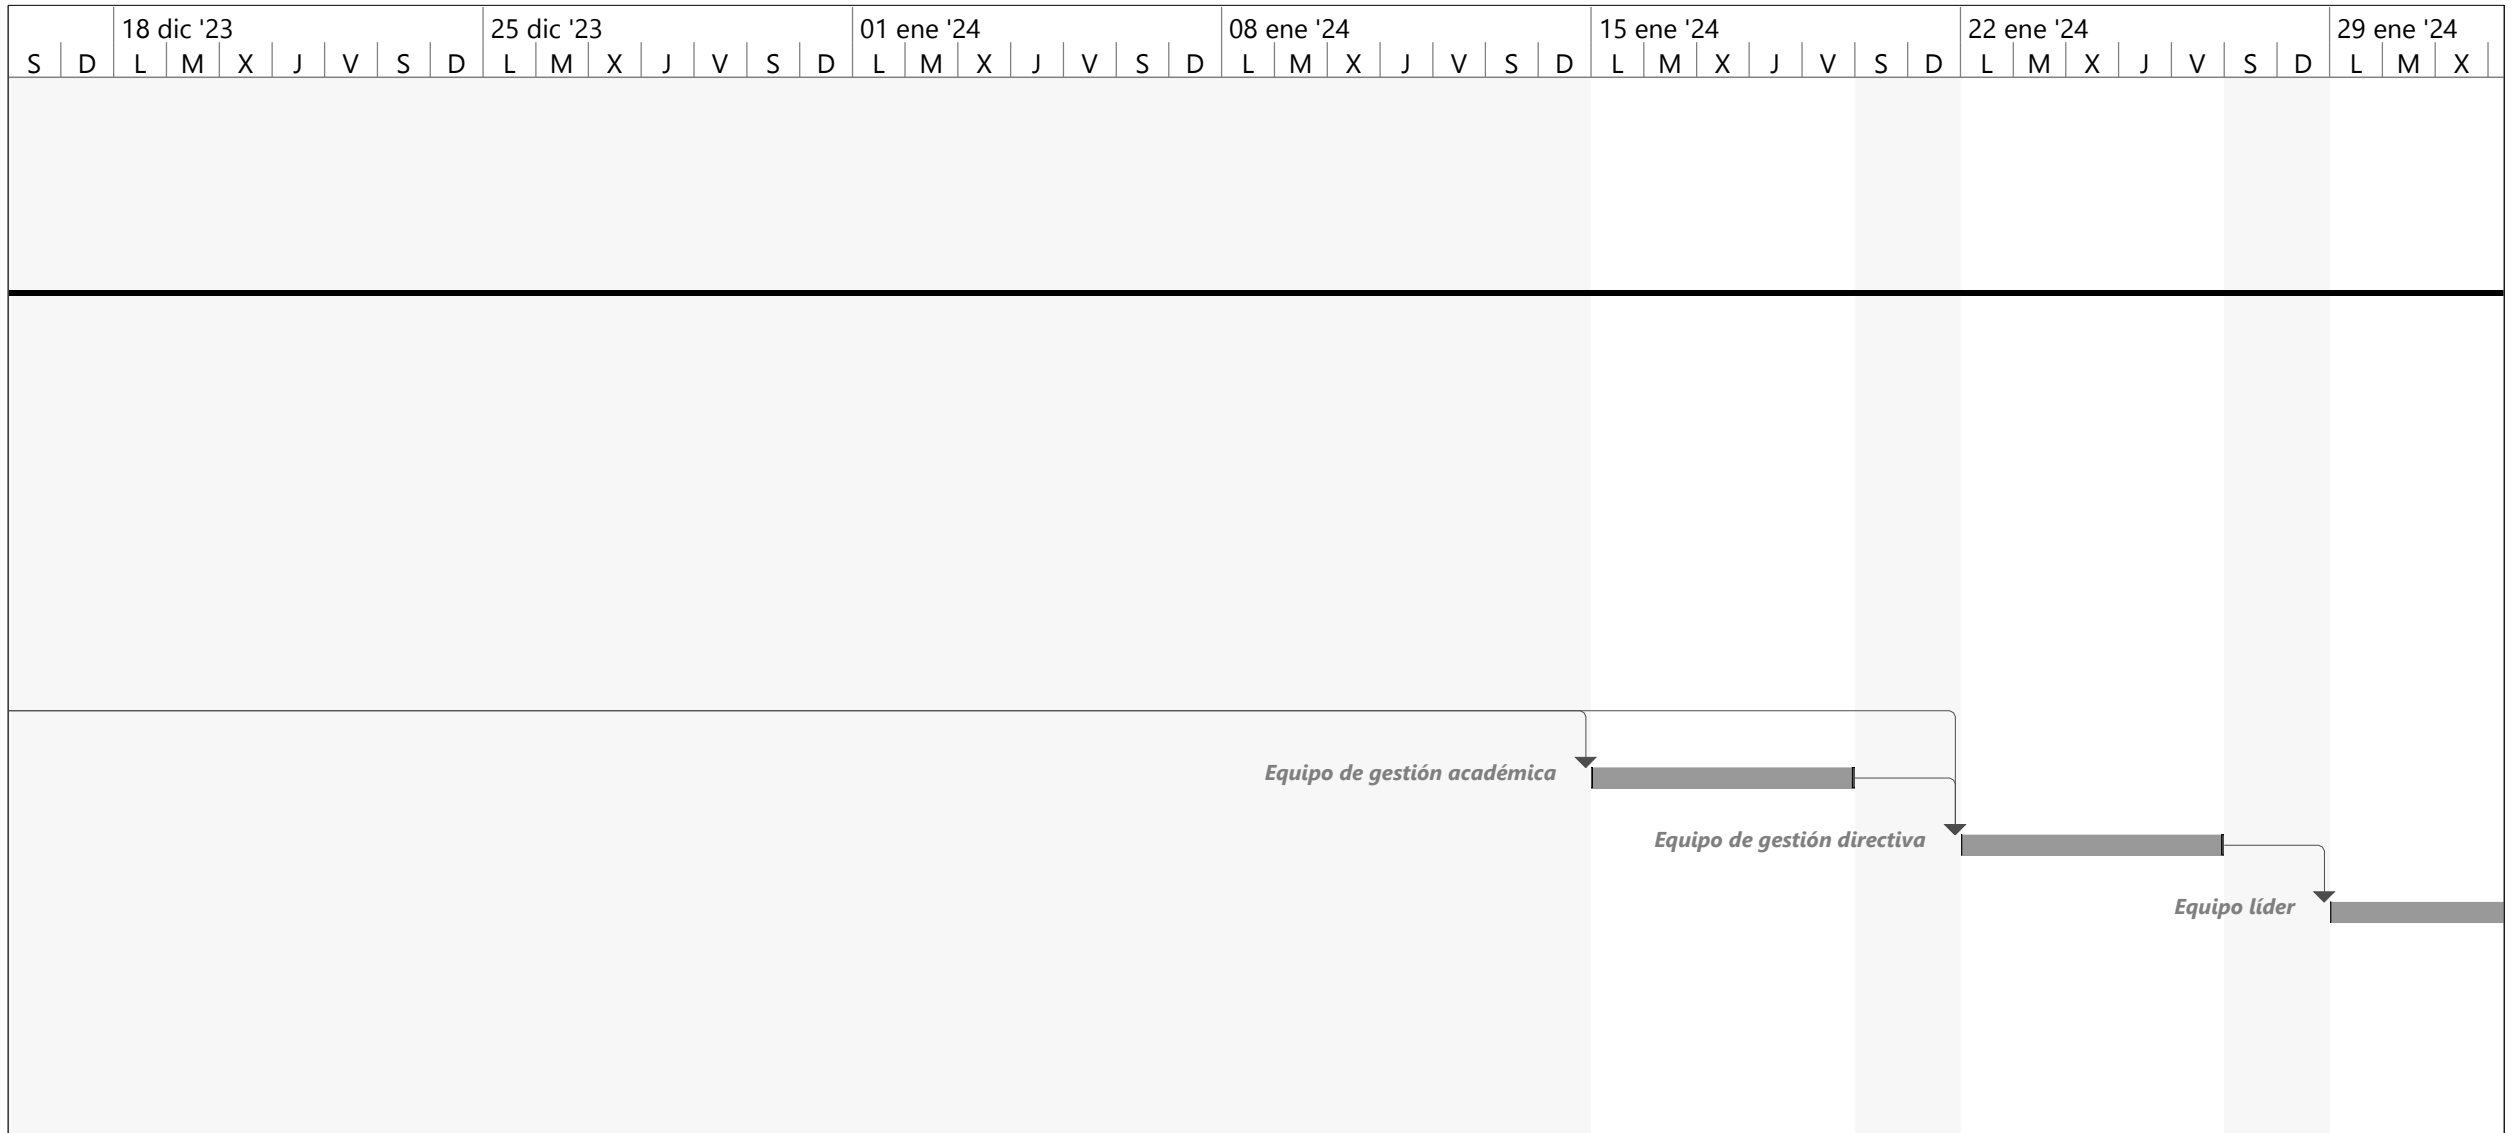 18 dic '23 25 dic '23 01 ene '24 08 ene '24 15 ene '24 22 ene '24 29 ene '24
S D L M X J V S D L M X J V S D L M X J V S D L M X J V S D L M X J V S D L M X J V S D L M X
Equipo de gestión académica
Equipo de gestión directiva
Equipo líder